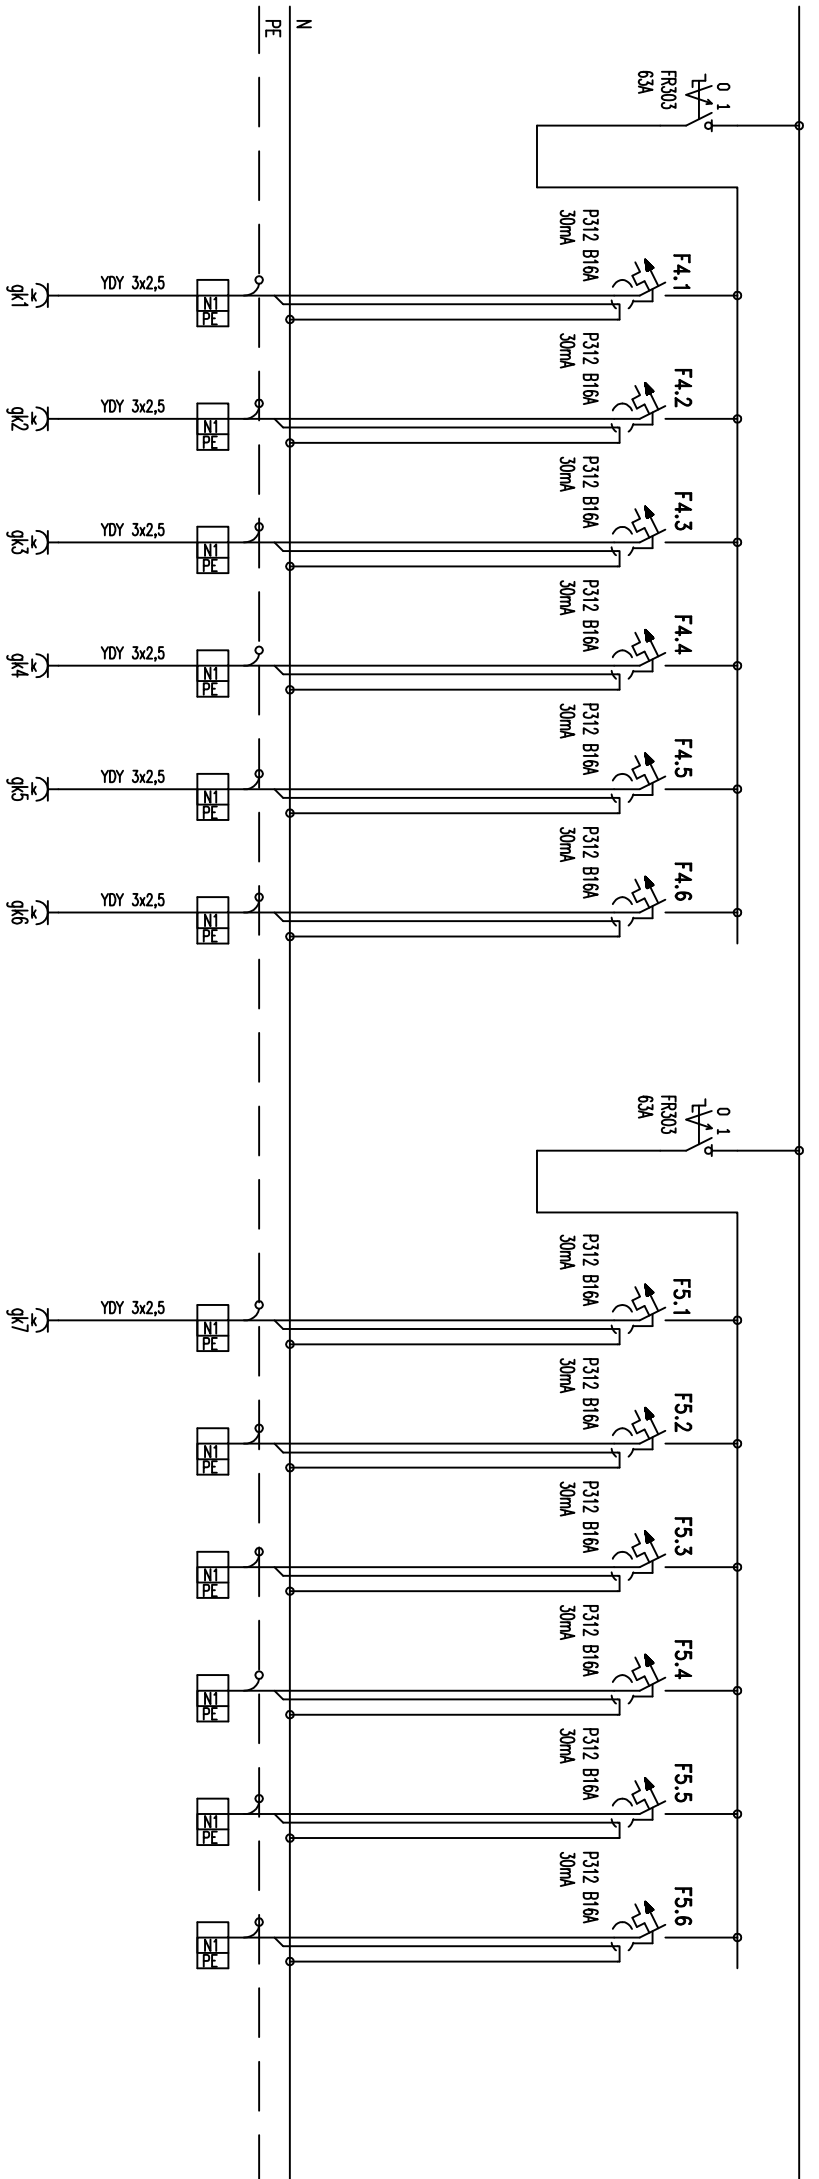 N
PE
0 1
FR303
63A
F4.1
P312 B16A
30mA
N1
PE
YDY 3x2,5
k
gk1
F4.2
P312 B16A
30mA
N1
PE
YDY 3x2,5
k
gk2
F4.3
P312 B16A
30mA
N1
PE
YDY 3x2,5
k
gk3
F4.4
P312 B16A
30mA
N1
PE
YDY 3x2,5
k
gk4
F4.5
P312 B16A
30mA
N1
PE
YDY 3x2,5
k
gk5
F4.6
P312 B16A
30mA
N1
PE
YDY 3x2,5
k
gk6
0 1
FR303
63A
F5.1
P312 B16A
30mA
N1
PE
YDY 3x2,5
k
gk7
F5.2
P312 B16A
30mA
N1
PE
F5.3
P312 B16A
30mA
N1
PE
F5.4
P312 B16A
30mA
N1
PE
F5.5
P312 B16A
30mA
N1
PE
F5.6
P312 B16A
30mA
N1
PE